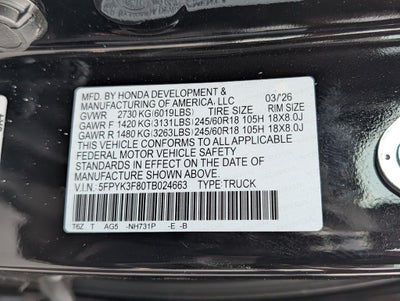 MFD. BY HONDA DEVELOPMENT &
MANUFACTURING OF AMERICA, LLC 03/'26
GVWR 2730 KG (6019LBS) TIRE SIZE RIM SIZE
GAWR F 1420 KG (3131LBS) 245/60R18 105H 18X8.0J
GAWR R 1480 KG (3263LBS) 245/60R18 105H 18X8.0J
THIS VEHICLE CONFORMS TO ALL APPLICABLE
FEDERAL MOTOR VEHICLE SAFETY
STANDARDS IN EFFECT ON THE DATE OF
MANUFACTURE SHOWN ABOVE.
V.I.N.: 5FPYK3F80TB024663 TYPE:TRUCK
T6Z T AG5 -NH731P -E -B